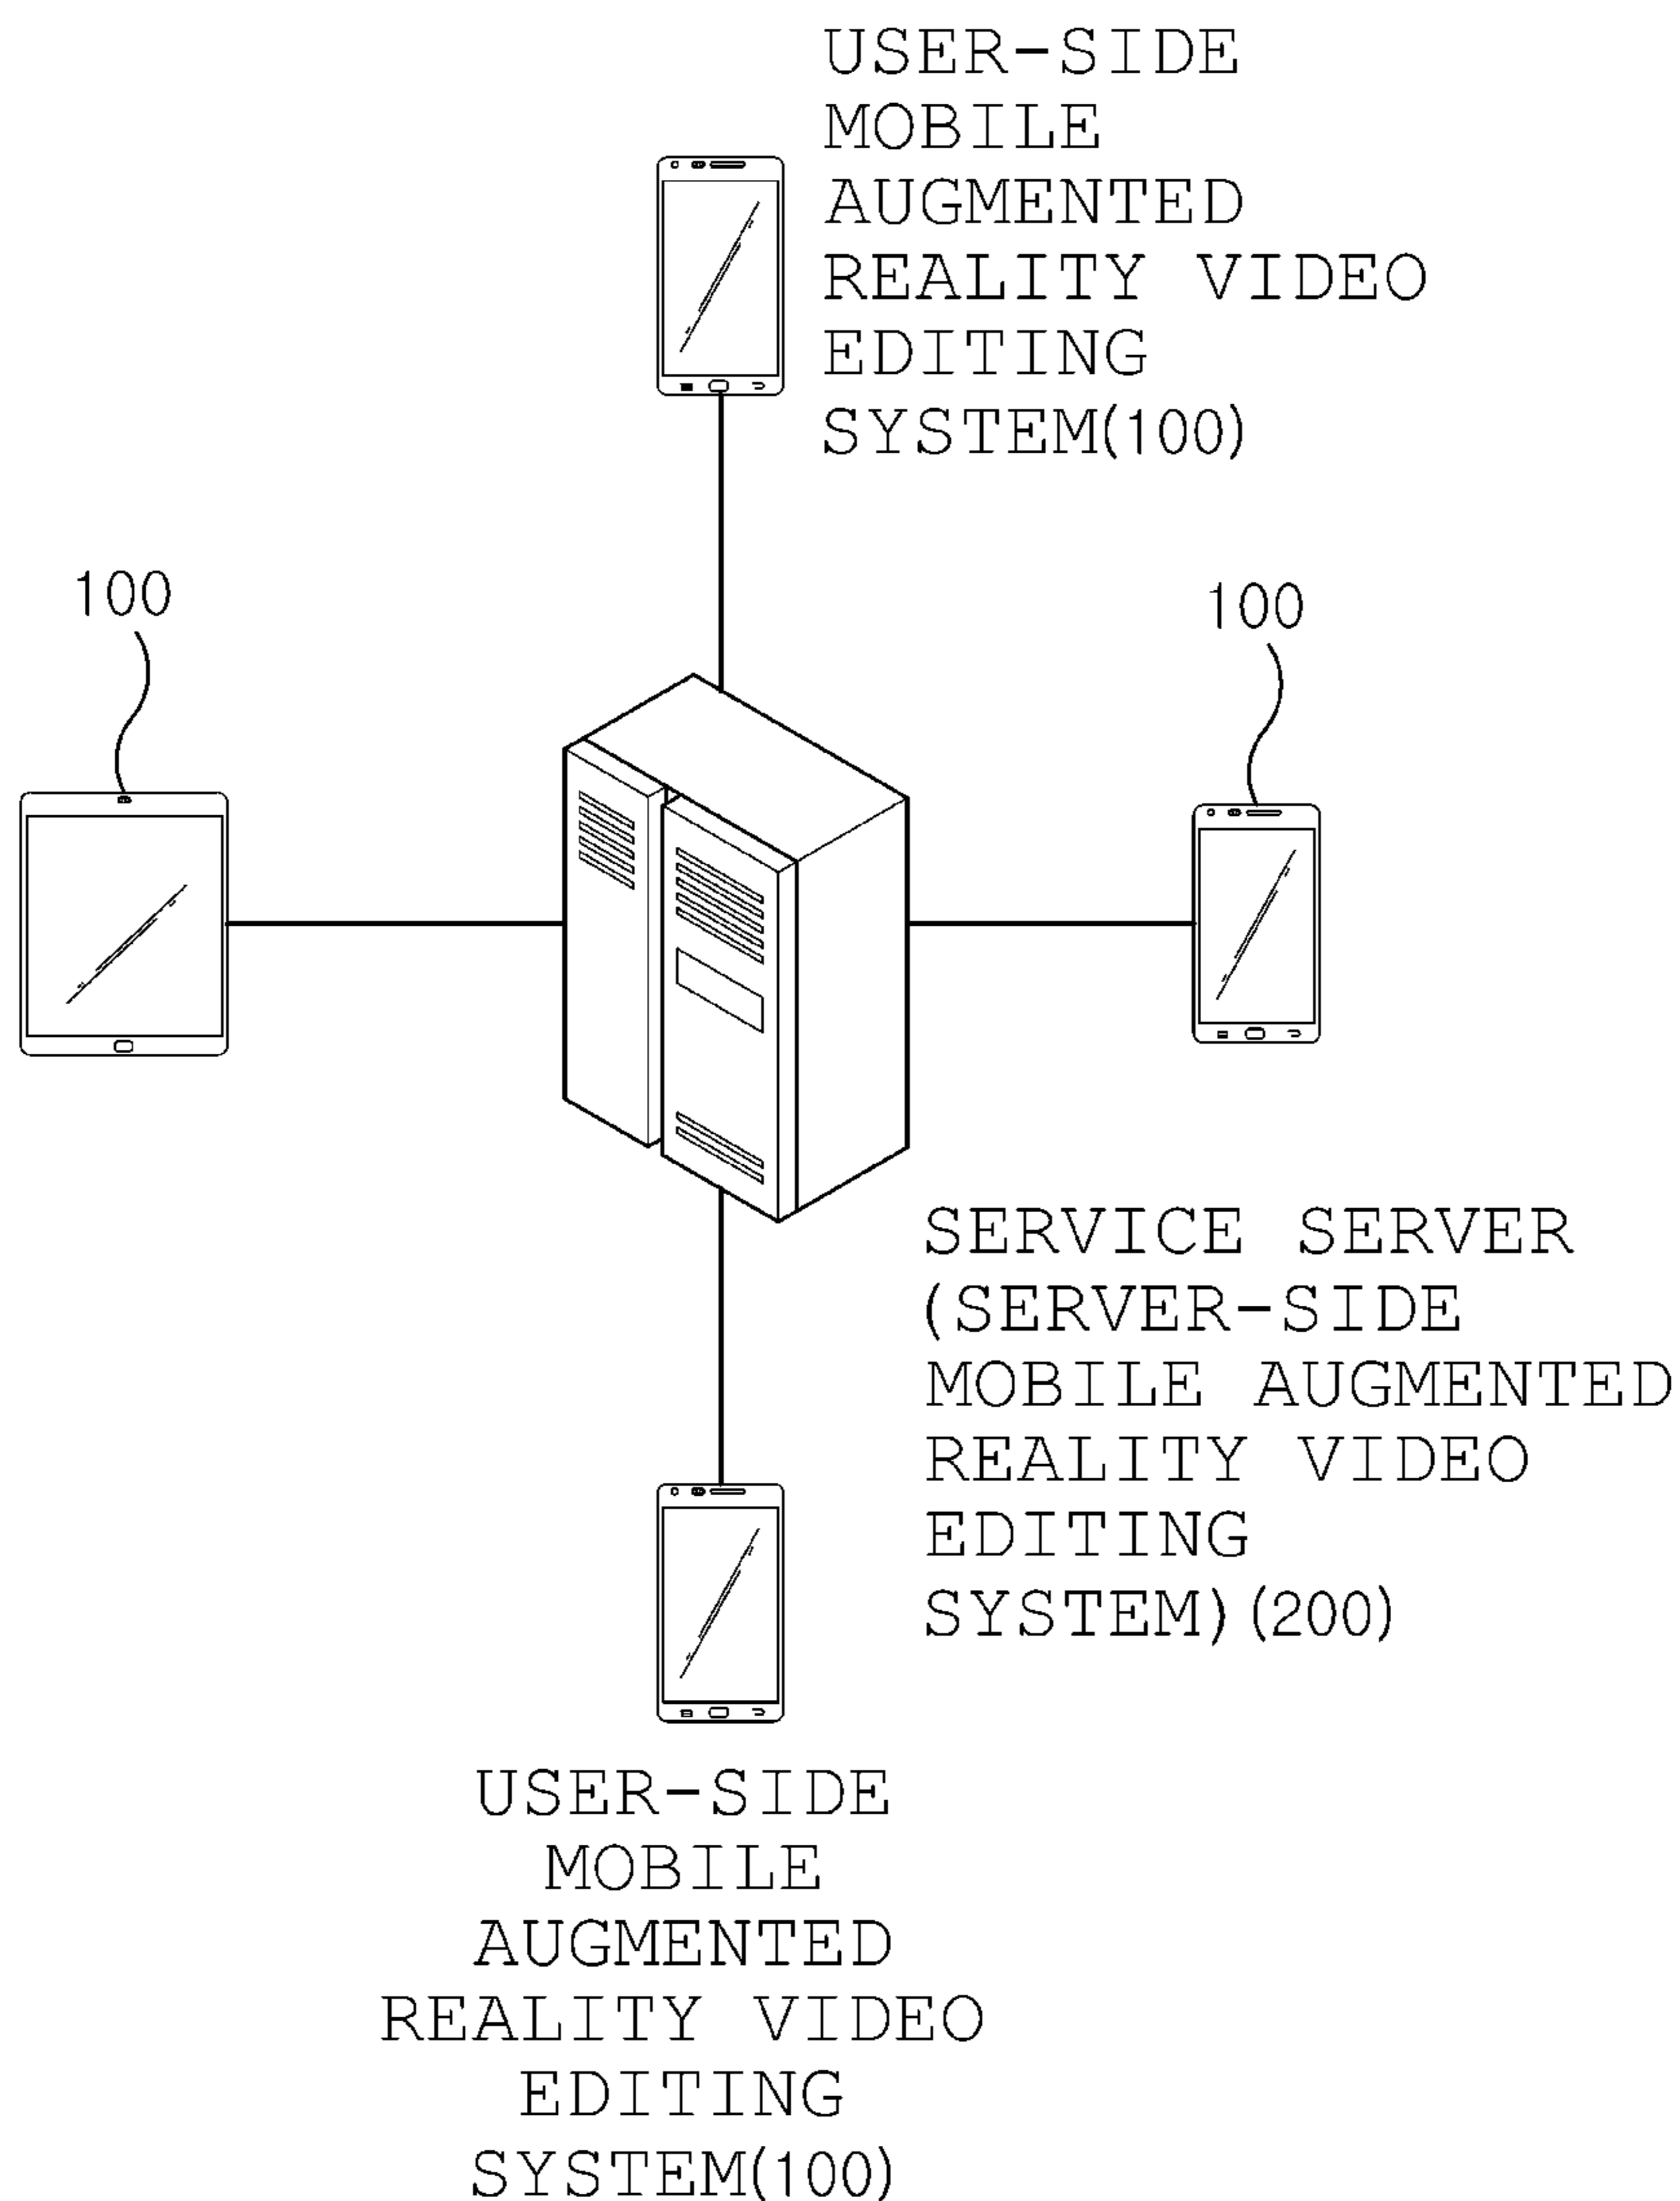 USER-SIDE
MOBILE
AUGMENTED
REALITY VIDEO
EDITING
SYSTEM(100)
100
100
SERVICE SERVER
(SERVER-SIDE
MOBILE AUGMENTED
REALITY VIDEO
EDITING
SYSTEM)(200)
USER-SIDE
MOBILE
AUGMENTED
REALITY VIDEO
EDITING
SYSTEM(100)